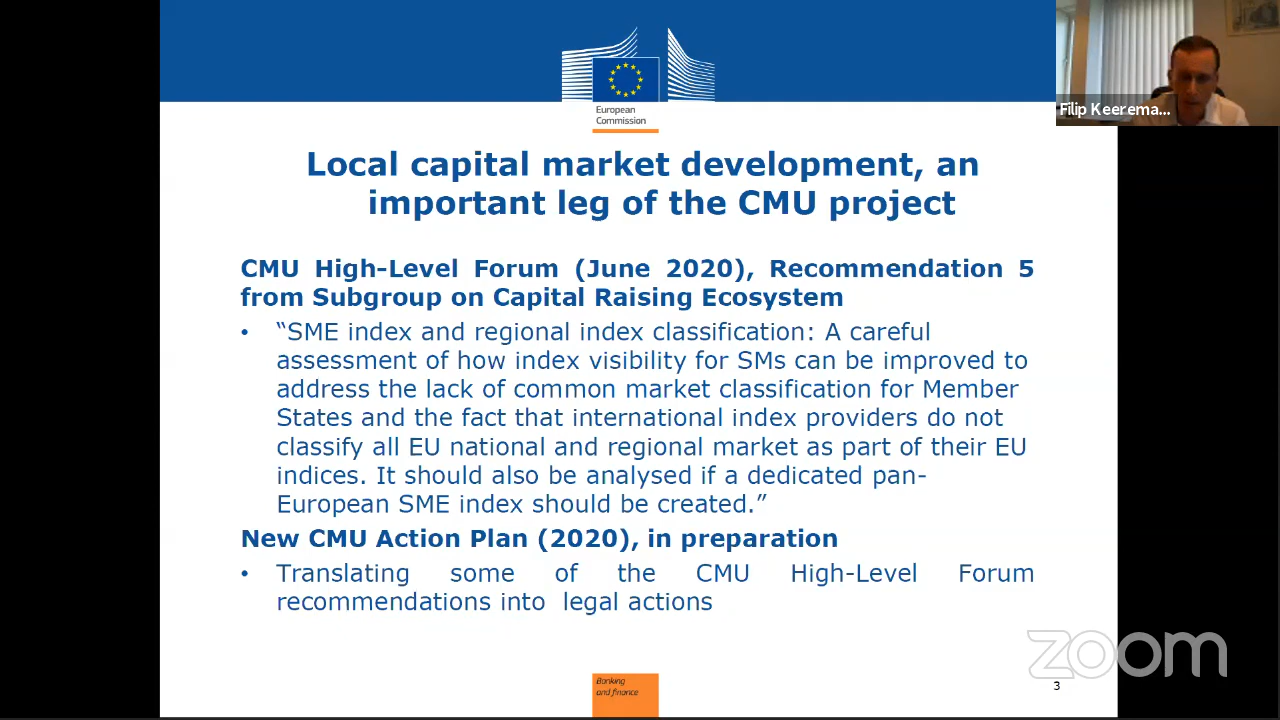 European
Commission
Filip Keerema...
Local capital market development, an
important leg of the CMU project
CMU High-Level Forum (June 2020), Recommendation 5
from Subgroup on Capital Raising Ecosystem
• “SME index and regional index classification: A careful
assessment of how index visibility for SMs can be improved to
address the lack of common market classification for Member
States and the fact that international index providers do not
classify all EU national and regional market as part of their EU
indices. It should also be analysed if a dedicated pan-
European SME index should be created.”
New CMU Action Plan (2020), in preparation
• Translating some of the CMU High-Level Forum
recommendations into legal actions
zoom
3
Banking
and finance